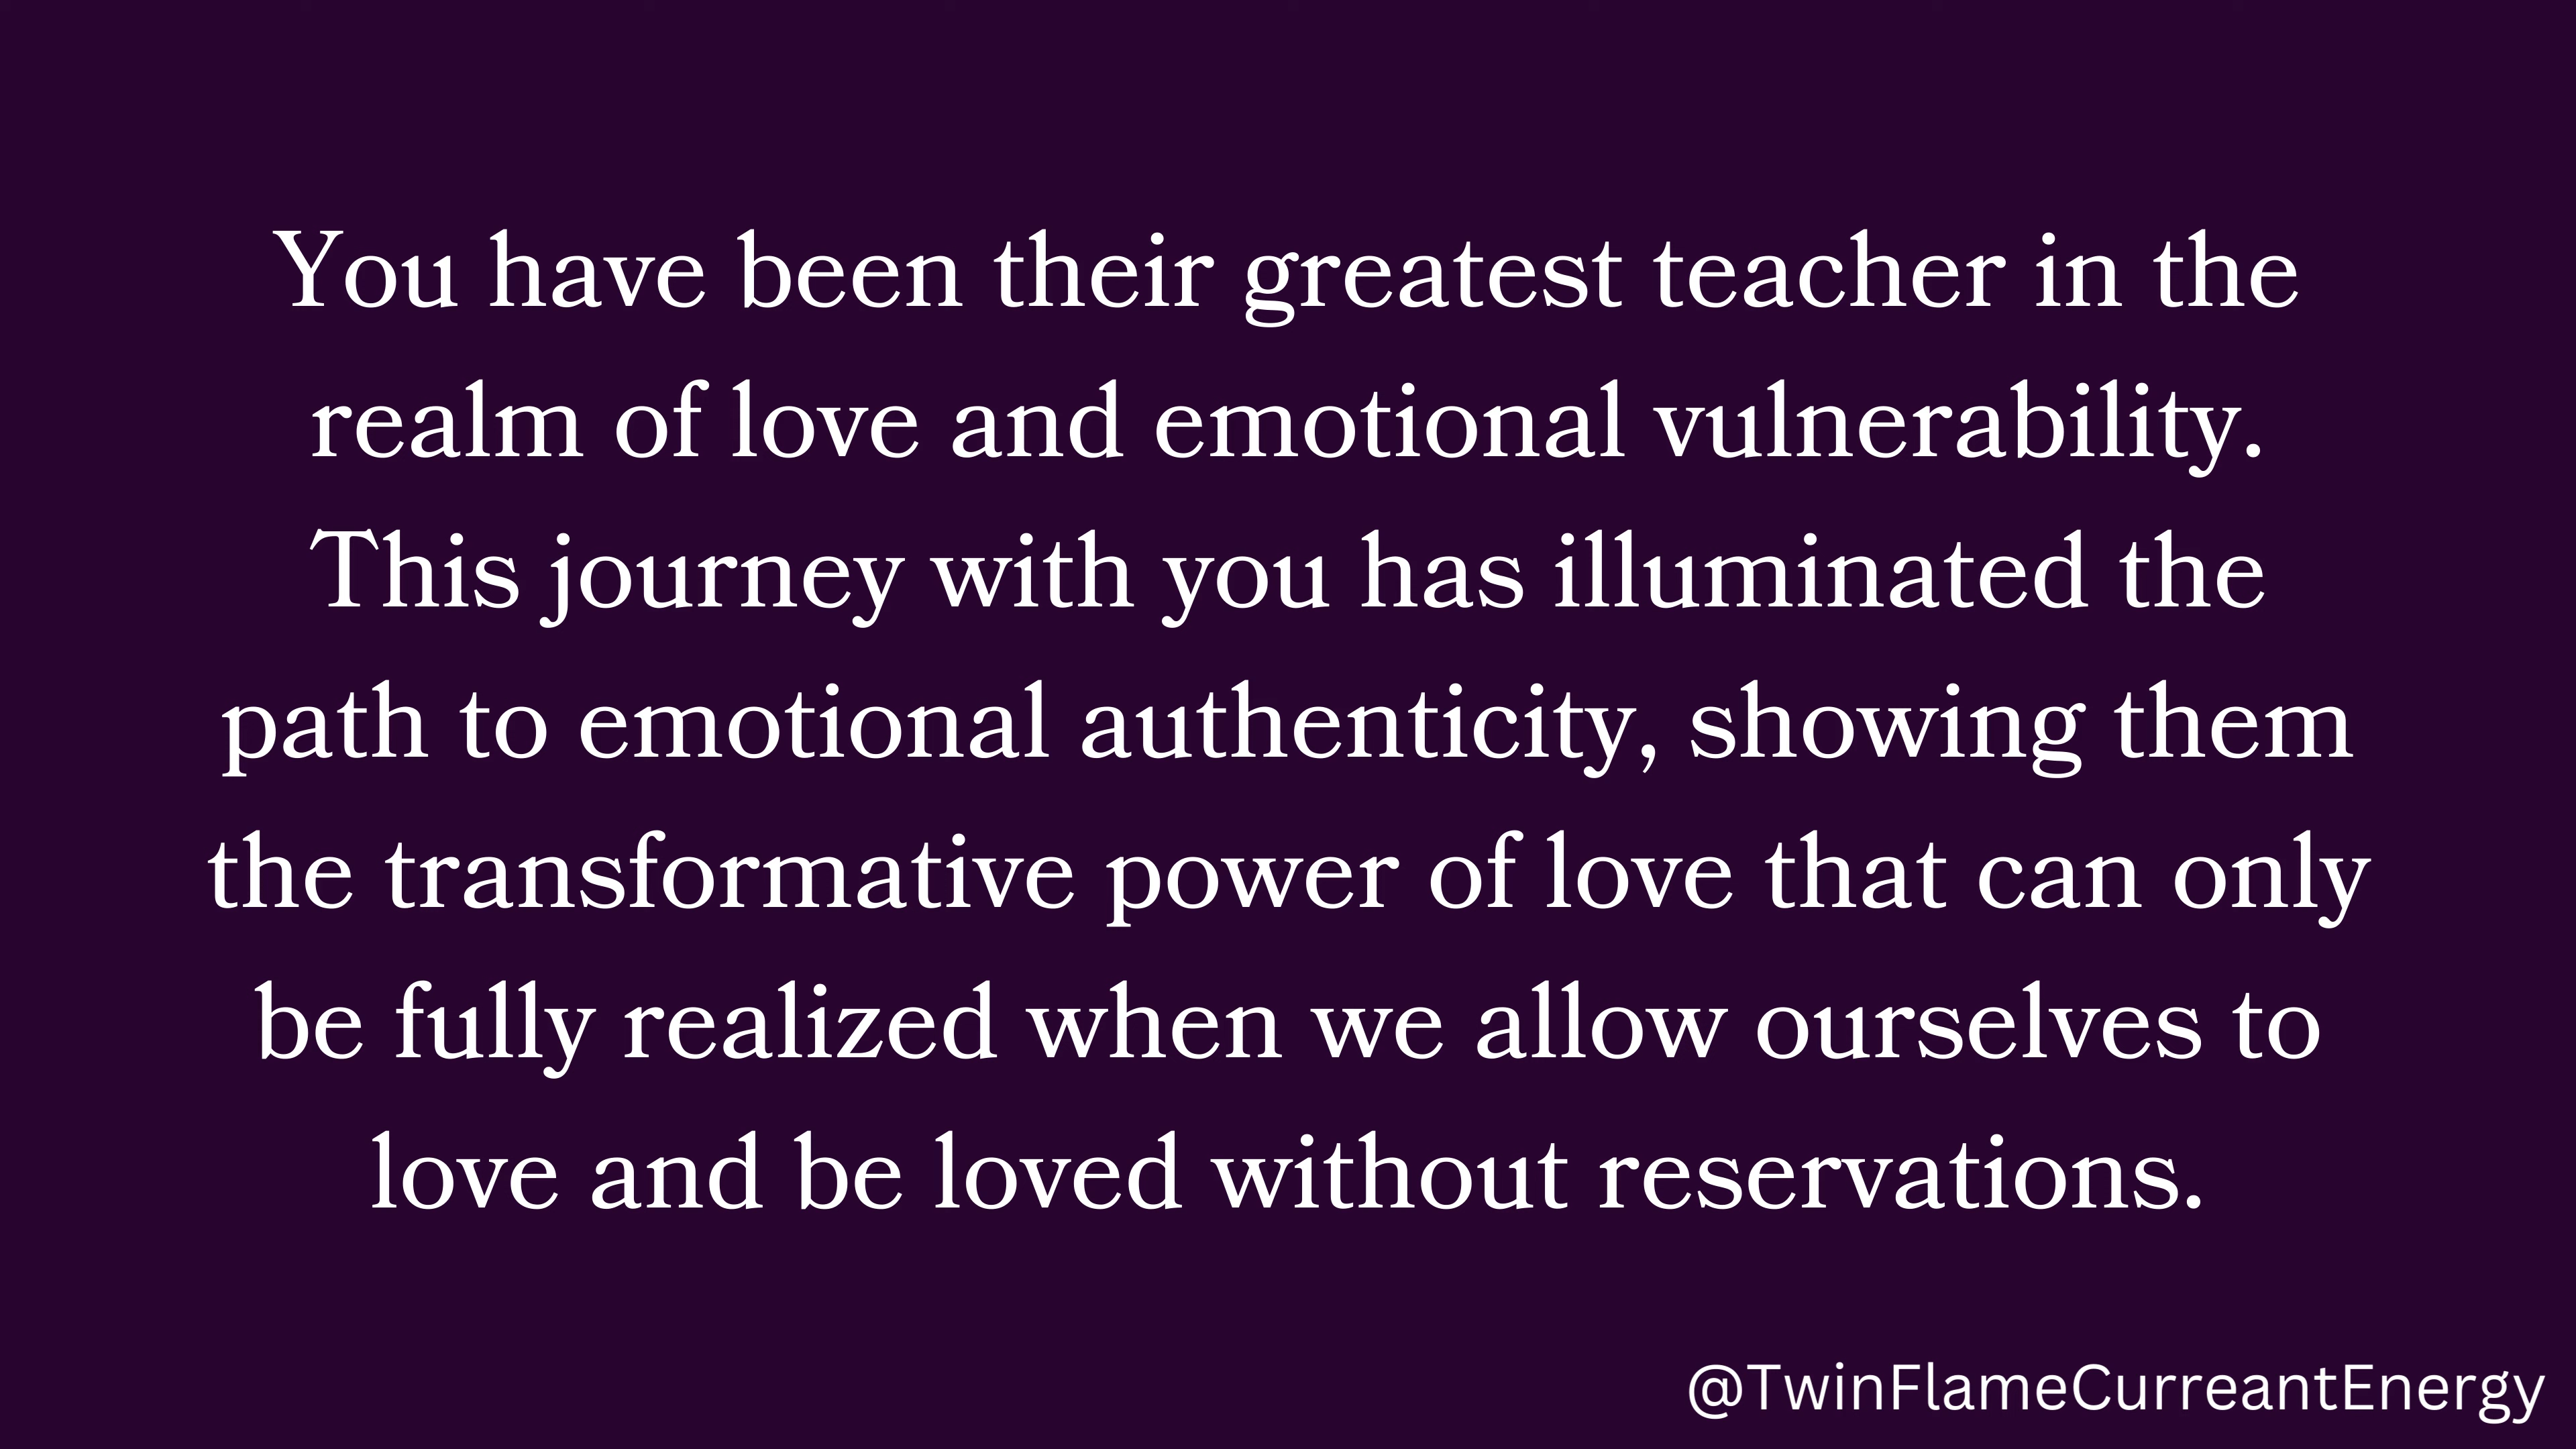 You have been their greatest teacher in the
realm of love and emotional vulnerability.
This journey with you has illuminated the
path to emotional authenticity, showing them
the transformative power of love that can only
be fully realized when we allow ourselves to
love and be loved without reservations.
@TwinFlameCurreantEnergy